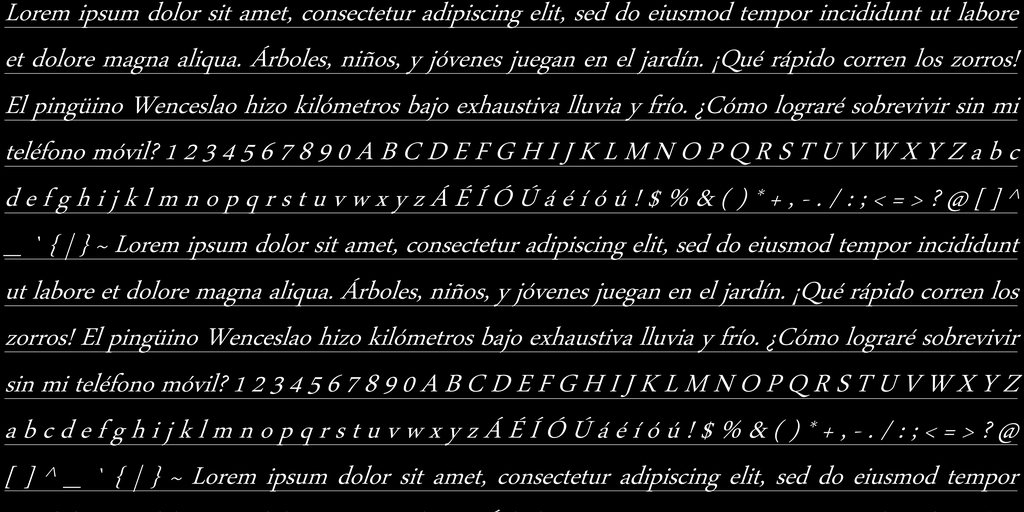 Lorem ipsum dolor sit amet, consectetur adipiscing elit, sed do eiusmod tempor incididunt ut labore
et dolore magna aliqua. Árboles, niños, y jóvenes juegan en el jardín. ¡Qué rápido corren los zorros!
El pingüino Wenceslao hizo kilómetros bajo exhaustiva lluvia y frío. ¿Cómo lograré sobrevivir sin mi
teléfono móvil? 1 2 3 4 5 6 7 8 9 0 A B C D E F G H I J K L M N O P Q R S T U V W X Y Z a b c
d e f g h i j k l m n o p q r s t u v w x y z Á É Í Ó Ú á é í ó ú ! $ % & ( ) * + , - . / : ; < = > ? @ [ ] ^
_ ` { | } ~ Lorem ipsum dolor sit amet, consectetur adipiscing elit, sed do eiusmod tempor incididunt
ut labore et dolore magna aliqua. Árboles, niños, y jóvenes juegan en el jardín. ¡Qué rápido corren los
zorros! El pingüino Wenceslao hizo kilómetros bajo exhaustiva lluvia y frío. ¿Cómo lograré sobrevivir
sin mi teléfono móvil? 1 2 3 4 5 6 7 8 9 0 A B C D E F G H I J K L M N O P Q R S T U V W X Y Z
a b c d e f g h i j k l m n o p q r s t u v w x y z Á É Í Ó Ú á é í ó ú ! $ % & ( ) * + , - . / : ; < = > ? @
[ ] ^ _ ` { | } ~ Lorem ipsum dolor sit amet, consectetur adipiscing elit, sed do eiusmod tempor